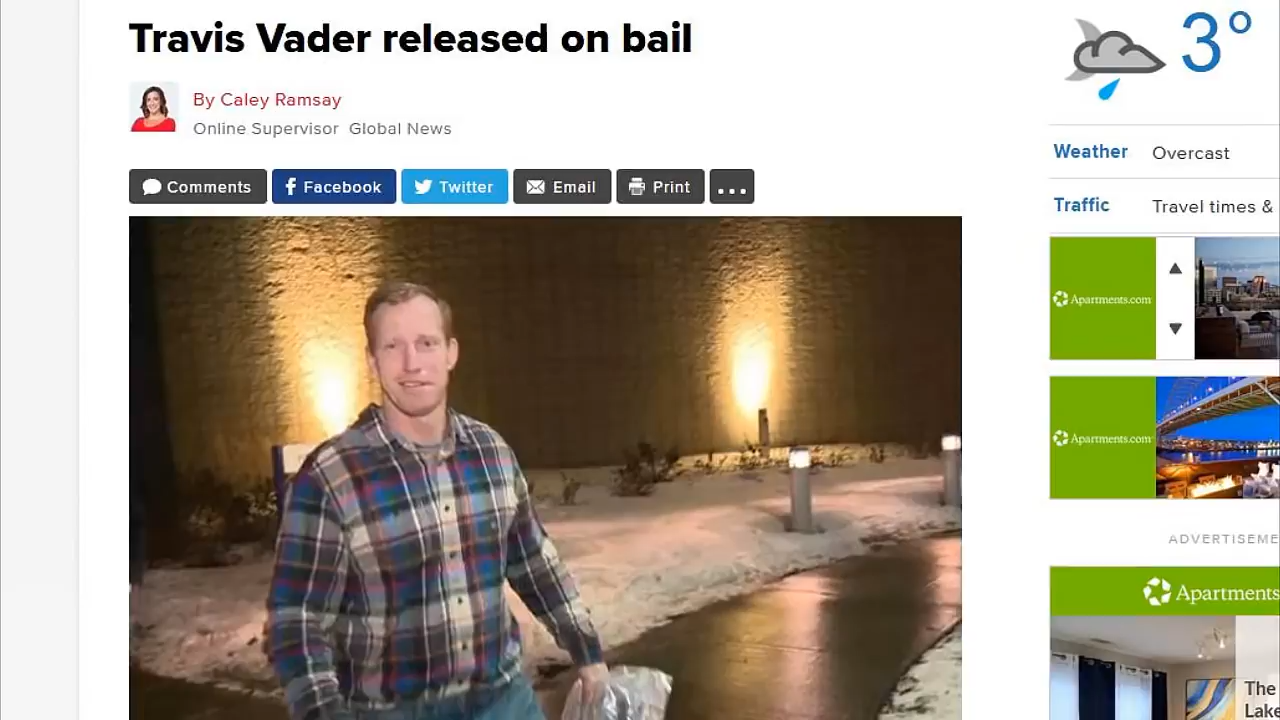 Travis Vader released on bail
By Caley Ramsay
Online Supervisor Global News
Comments
Facebook
Twitter
Email
Print
...
3°
Weather Overcast
Traffic Travel times &
Apartments.com
Apartments.com
ADVERTISEME
Apartments
The
Lake